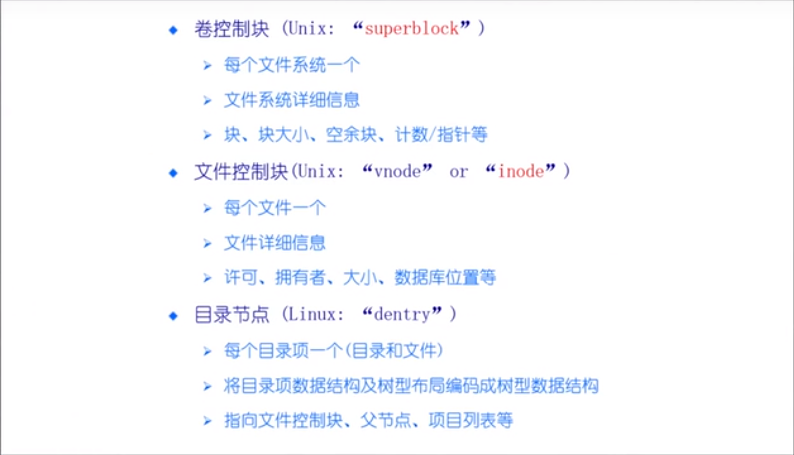 卷控制块 (Unix: “superblock”)
每个文件系统一个
文件系统详细信息
块、块大小、空余块、计数/指针等
文件控制块(Unix: “vnode” or “inode”)
每个文件一个
文件详细信息
许可、拥有者、大小、数据库位置等
目录节点 (Linux: “dentry”)
每个目录项一个(目录和文件)
将目录项数据结构及树型布局编码成树型数据结构
指向文件控制块、父节点、项目列表等